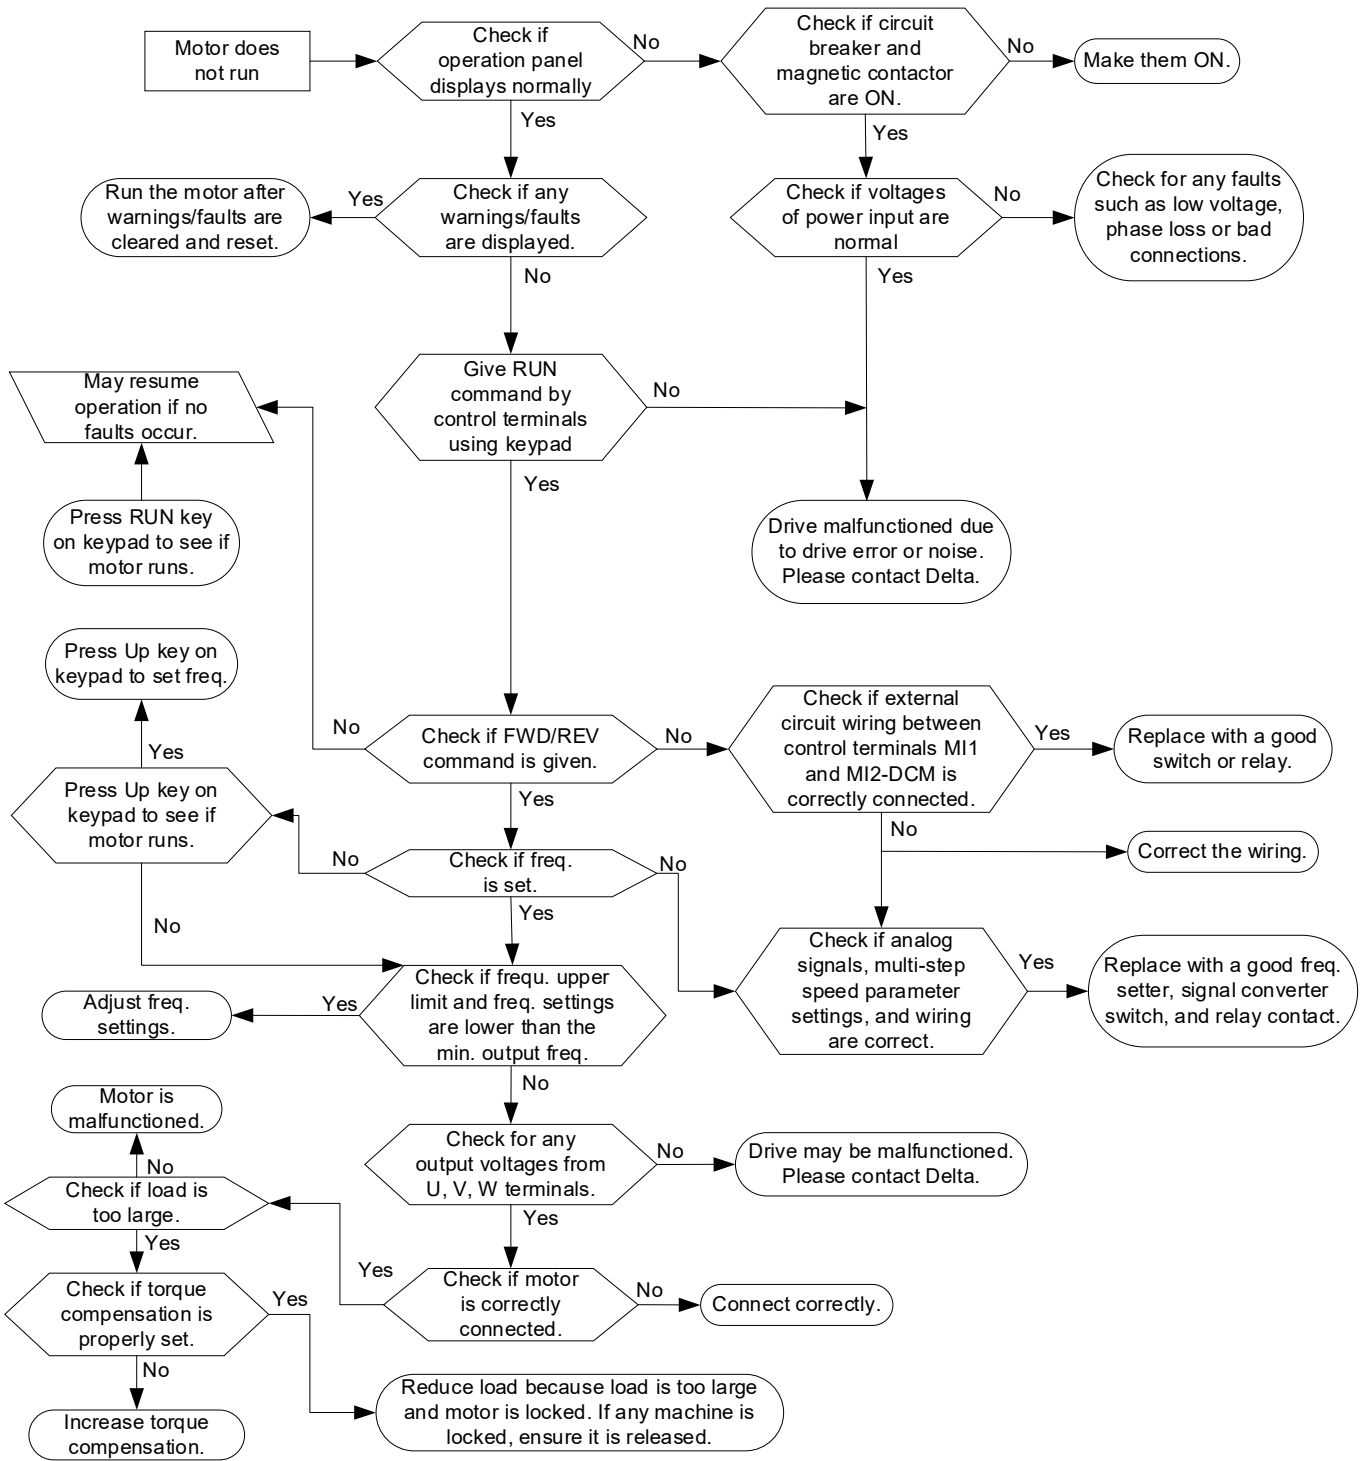 Motor does
not run
Check if
operation panel
displays normally
No
Check if circuit
breaker and
magnetic contactor
are ON.
No
Make them ON.
Yes
Yes
Run the motor after
warnings/faults are
cleared and reset.
Yes
Check if any
warnings/faults
are displayed.
Check if voltages
of power input are
normal
No
Check for any faults
such as low voltage,
phase loss or bad
connections.
No
Yes
May resume
operation if no
faults occur.
Give RUN
command by
control terminals
using keypad
No
Yes
Press RUN key
on keypad to see if
motor runs.
Drive malfunctioned due
to drive error or noise.
Please contact Delta.
Press Up key on
keypad to set freq.
No
Check if FWD/REV
command is given.
No
Check if external
circuit wiring between
control terminals MI1
and MI2-DCM is
correctly connected.
Yes
Replace with a good
switch or relay.
Yes
Press Up key on
keypad to see if
motor runs.
Yes
No
Correct the wiring.
No
Check if freq.
is set.
No
Yes
No
Check if analog
signals, multi-step
speed parameter
settings, and wiring
are correct.
Yes
Replace with a good freq.
setter, signal converter
switch, and relay contact.
Adjust freq.
settings.
Yes
Check if frequ. upper
limit and freq. settings
are lower than the
min. output freq.
No
Motor is
malfunctioned.
No
Check for any
output voltages from
U, V, W terminals.
No
Drive may be malfunctioned.
Please contact Delta.
Check if load is
too large.
Yes
Yes
Yes
Check if motor
is correctly
connected.
No
Connect correctly.
Check if torque
compensation is
properly set.
Yes
No
Increase torque
compensation.
Reduce load because load is too large
and motor is locked. If any machine is
locked, ensure it is released.